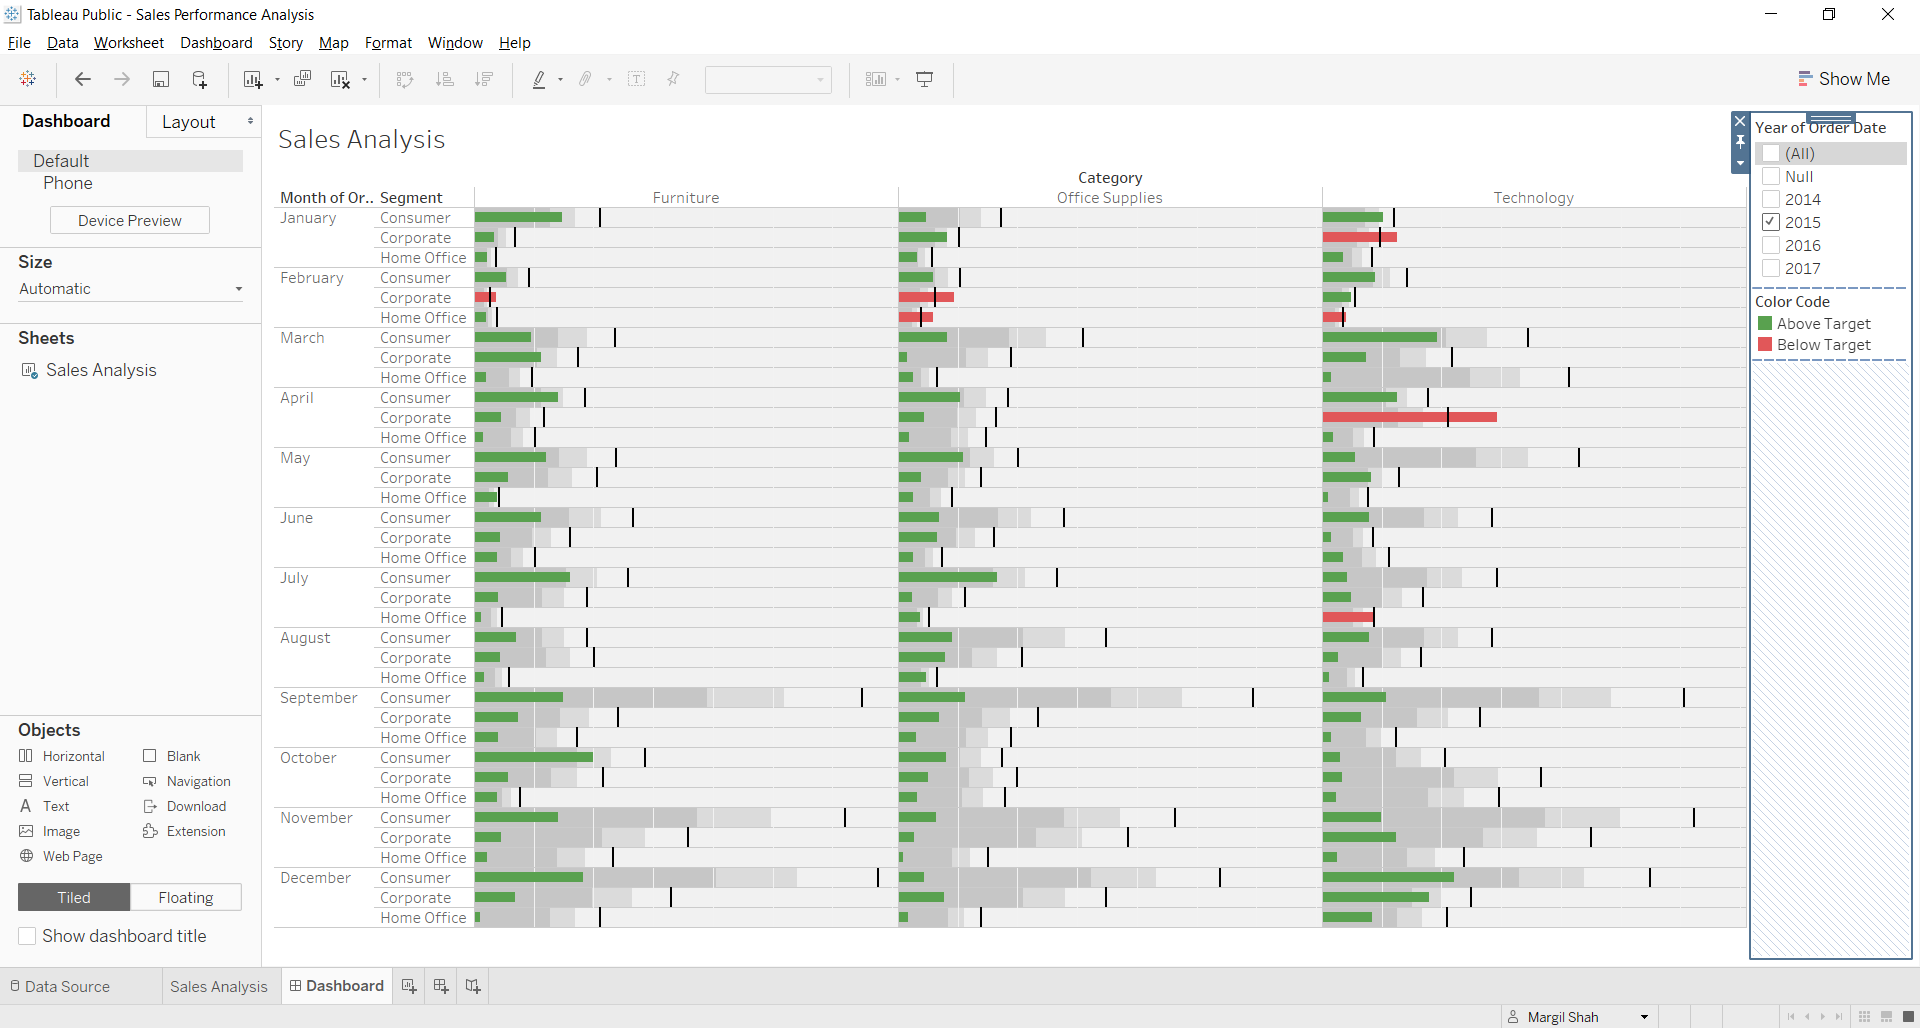 Tableau Public - Sales Performance Analysis
File Data Worksheet Dashboard Story Map Format Window Help
Show Me
Dashboard Layout
Default
Phone
Device Preview
Size
Automatic
Sheets
Sales Analysis
Objects
Horizontal Blank
Vertical Navigation
Text Download
Image Extension
Web Page
Tiled Floating
Show dashboard title
Sales Analysis
Category
Month of Or.. Segment Furniture Office Supplies Technology
January Consumer
Corporate
Home Office
February Consumer
Corporate
Home Office
March Consumer
Corporate
Home Office
April Consumer
Corporate
Home Office
May Consumer
Corporate
Home Office
June Consumer
Corporate
Home Office
July Consumer
Corporate
Home Office
August Consumer
Corporate
Home Office
September Consumer
Corporate
Home Office
October Consumer
Corporate
Home Office
November Consumer
Corporate
Home Office
December Consumer
Corporate
Home Office
Year of Order Date
(All)
Null
2014
2015
2016
2017
Color Code
Above Target
Below Target
Data Source Sales Analysis Dashboard
Margil Shah